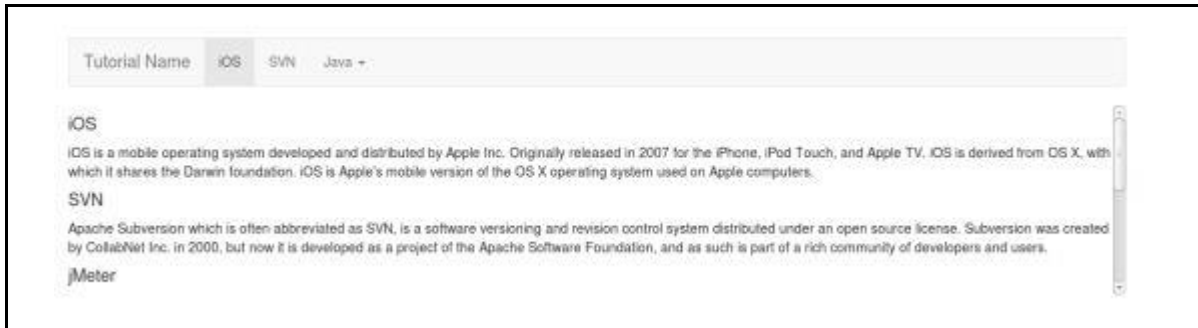 Tutorial Name iOS SVN Java
iOS
iOS is a mobile operating system developed and distributed by Apple Inc. Originally released in 2007 for the iPhone, iPod Touch, and Apple TV. iOS is derived from OS X, with
which it shares the Darwin foundation. iOS is Apple's mobile version of the OS X operating system used on Apple computers.
SVN
Apache Subversion which is often abbreviated as SVN, is a software versioning and revision control system distributed under an open source license. Subversion was created
by CollabNet Inc. in 2000, but now it is developed as a project of the Apache Software Foundation, and as such is part of a rich community of developers and users.
jMeter